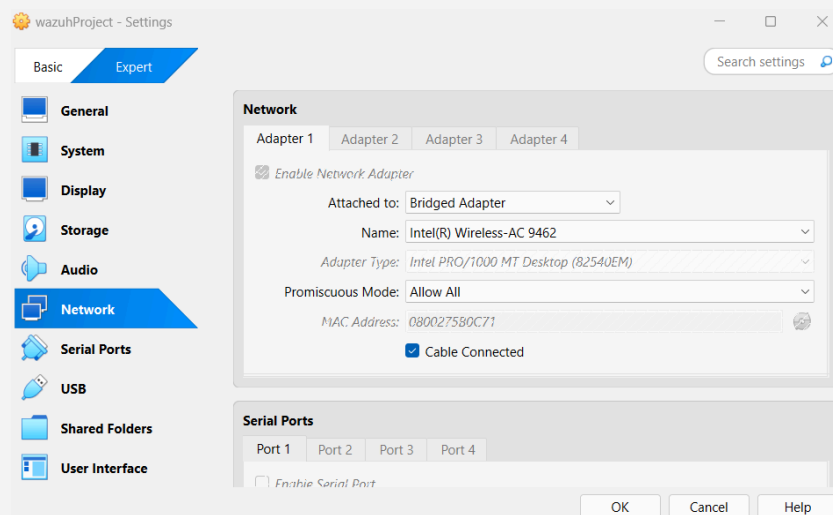 wazuhProject - Settings
Basic
Expert
Search settings
General
System
Display
Storage
Audio
Network
Serial Ports
USB
Shared Folders
User Interface
Network
Adapter 1
Adapter 2
Adapter 3
Adapter 4
Enable Network Adapter
Attached to: Bridged Adapter
Name: Intel(R) Wireless-AC 9462
Adapter Type: Intel PRO/1000 MT Desktop (82540EM)
Promiscuous Mode: Allow All
MAC Address: 0800275B0C71
Cable Connected
Serial Ports
Port 1
Port 2
Port 3
Port 4
Enable Serial Port
OK
Cancel
Help